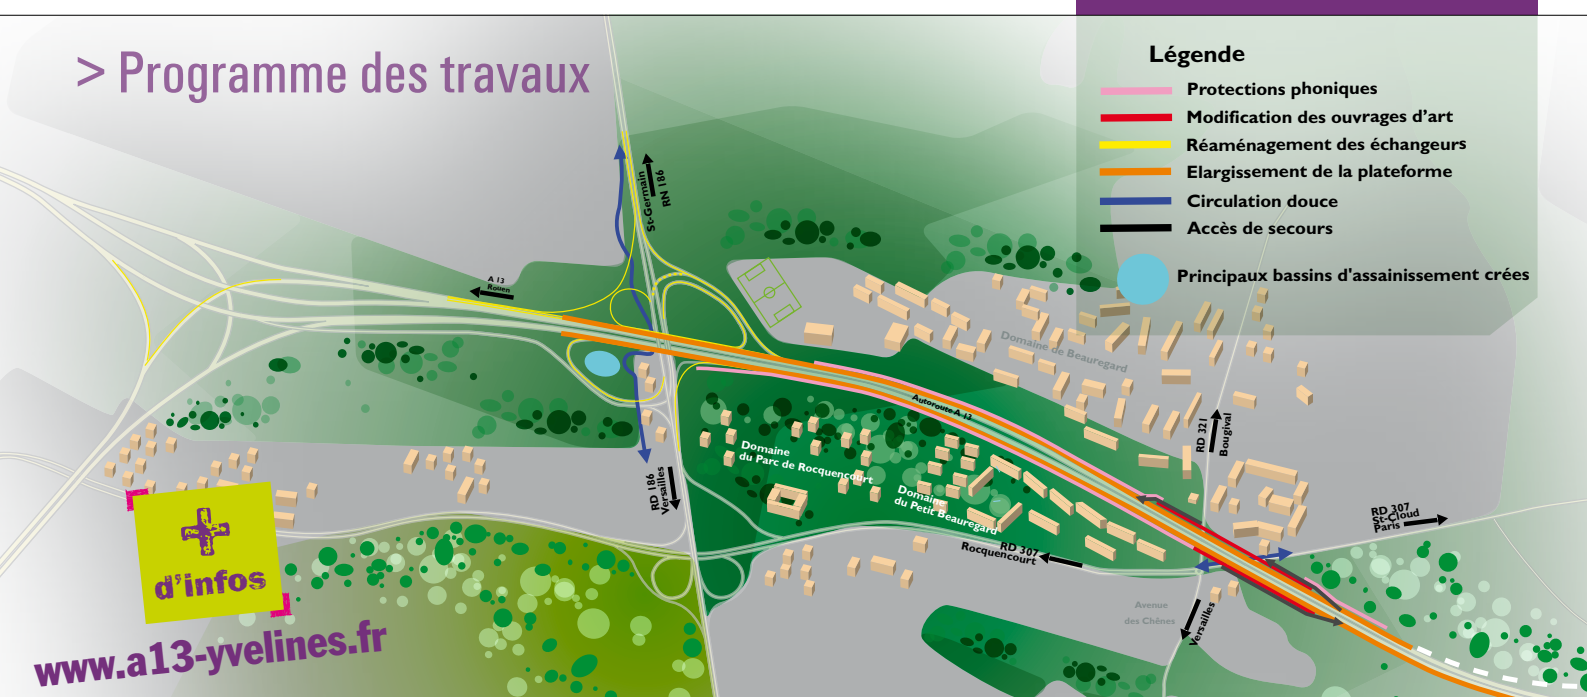 > Programme des travaux
Légende
Protections phoniques
Modification des ouvrages d'art
Réaménagement des échangeurs
Elargissement de la plateforme
Circulation douce
Accès de secours
Principaux bassins d'assainissement crées
St-Germain
RN 186
A 13
Rouen
Domaine de Beauregard
Autoroute A 13
RD 321
Bougival
Domaine
du Parc de Rocquencourt
Domaine
du Petit Beauregard
RD 186
Versailles
RD 307
St-Cloud
Paris
RD 307
Rocquencourt
Avenue
des Chênes
Versailles
+
d'infos
www.a13-yvelines.fr